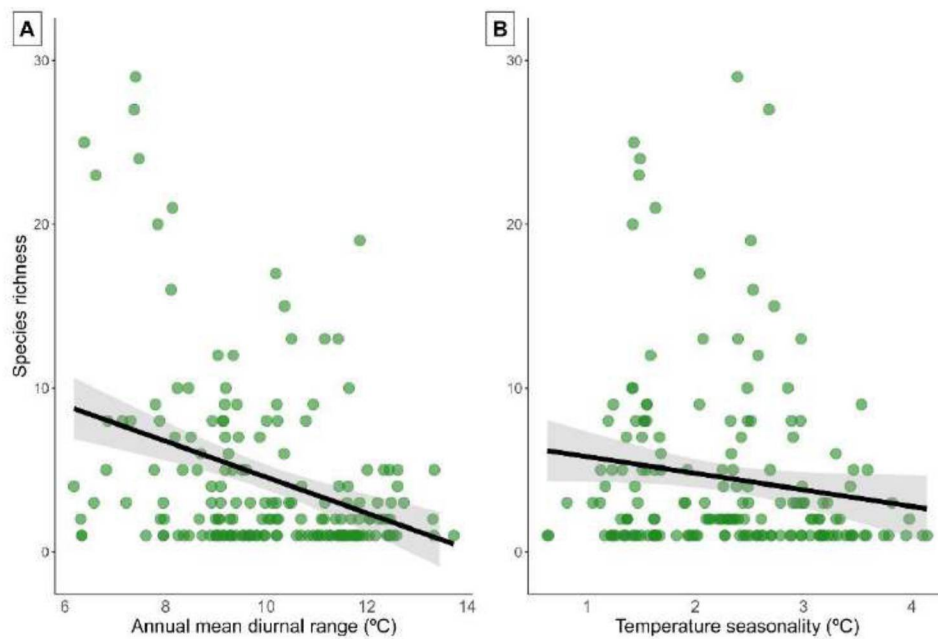 A
B
30
30
20
20
10
10
0
0
Species richness
6 8 10 12 14
1 2 3 4
Annual mean diurnal range (ºC)
Temperature seasonality (ºC)